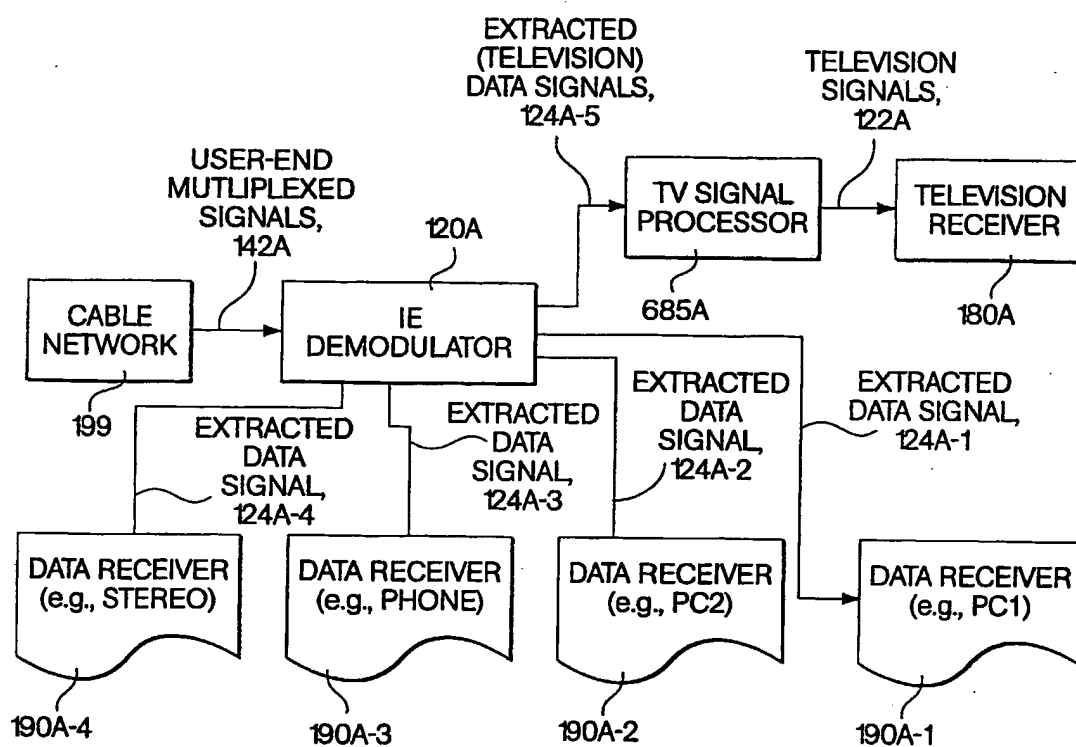 EXTRACTED
(TELEVISION)
DATA SIGNALS,
124A-5
TELEVISION
SIGNALS,
122A
USER-END
MUTLIPLEXED
SIGNALS,
142A
120A
TV SIGNAL
PROCESSOR
TELEVISION
RECEIVER
685A
180A
CABLE
NETWORK
IE
DEMODULATOR
199
EXTRACTED
DATA
SIGNAL,
124A-4
EXTRACTED
DATA
SIGNAL,
124A-3
EXTRACTED
DATA
SIGNAL,
124A-2
EXTRACTED
DATA SIGNAL,
124A-1
DATA RECEIVER
(e.g., STEREO)
DATA RECEIVER
(e.g., PHONE)
DATA RECEIVER
(e.g., PC2)
DATA RECEIVER
(e.g., PC1)
190A-4
190A-3
190A-2
190A-1